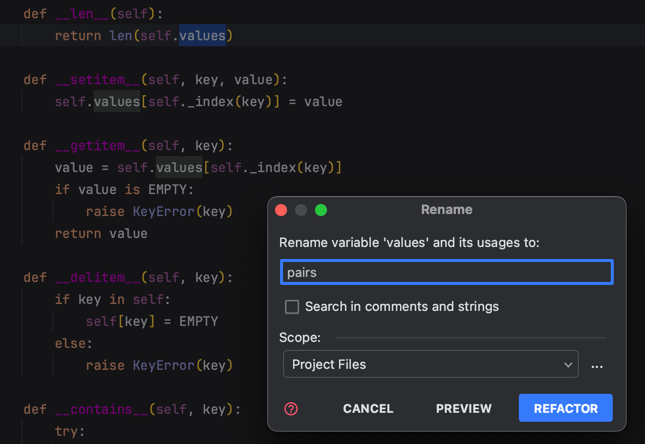 def __len__(self):
return len(self.values)
def __setitem__(self, key, value):
self.values[self._index(key)] = value
def __getitem__(self, key):
value = self.values[self._index(key)]
if value is EMPTY:
raise KeyError(key)
return value
def __delitem__(self, key):
if key in self:
self[key] = EMPTY
else:
raise KeyError(key)
def __contains__(self, key):
try:
Rename
Rename variable 'values' and its usages to:
pairs
Search in comments and strings
Scope:
Project Files
...
?
CANCEL
PREVIEW
REFACTOR